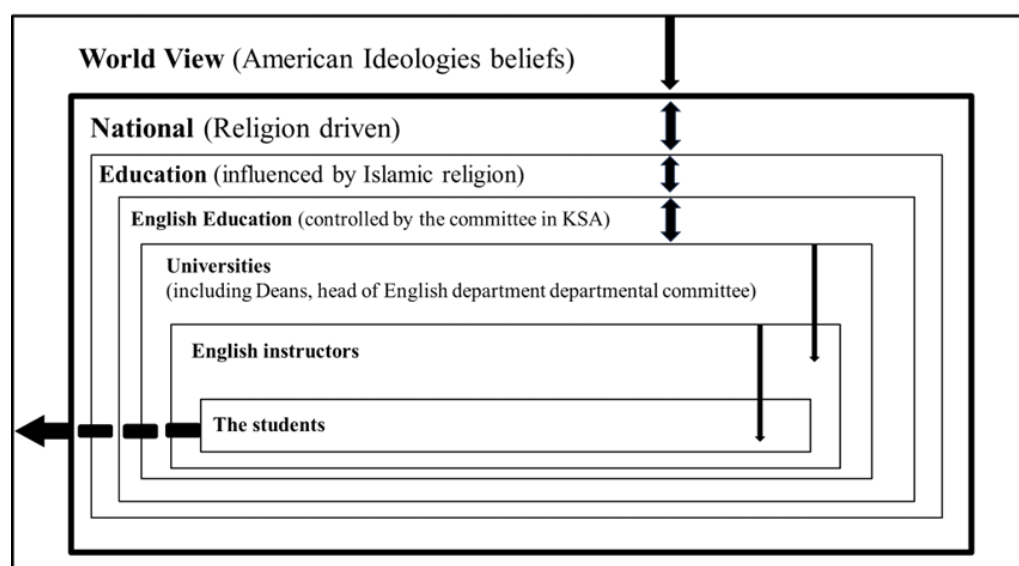 World View (American Ideologies beliefs)
National (Religion driven)
Education (influenced by Islamic religion)
English Education (controlled by the committee in KSA)
Universities
(including Deans, head of English department departmental committee)
English instructors
The students